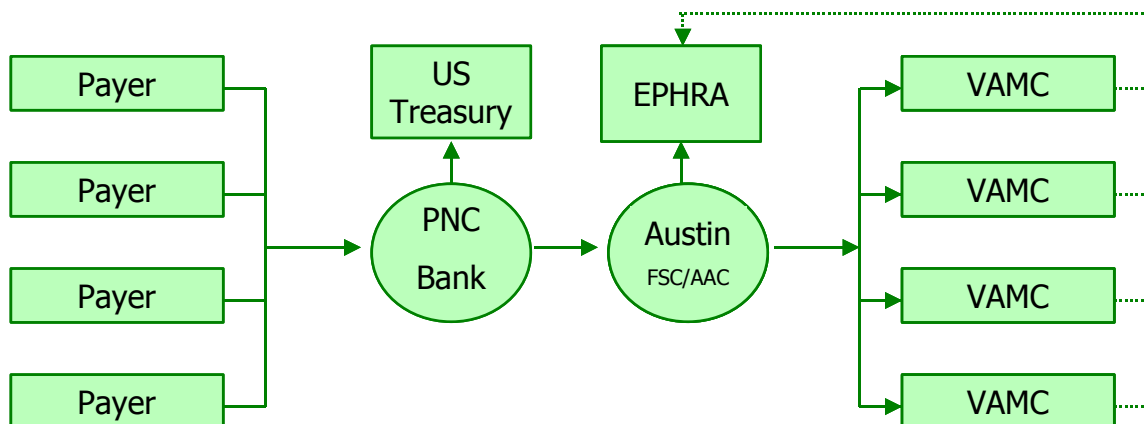 Payer
Payer
Payer
Payer
US
Treasury
PNC
Bank
EPHRA
Austin
FSC/AAC
VAMC
VAMC
VAMC
VAMC